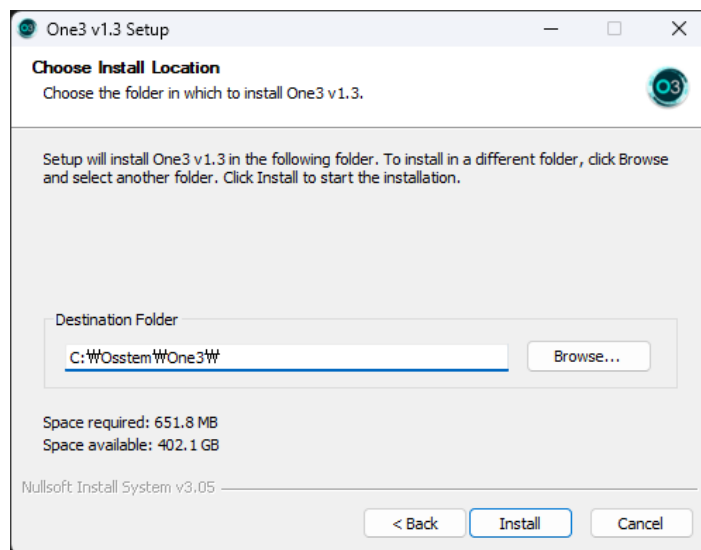 One3 v1.3 Setup
Choose Install Location
Choose the folder in which to install One3 v1.3.
O3
Setup will install One3 v1.3 in the following folder. To install in a different folder, click Browse
and select another folder. Click Install to start the installation.
Destination Folder
C:₩Osstem₩One3₩
Browse...
Space required: 651.8 MB
Space available: 402.1 GB
Nullsoft Install System v3.05
< Back
Install
Cancel